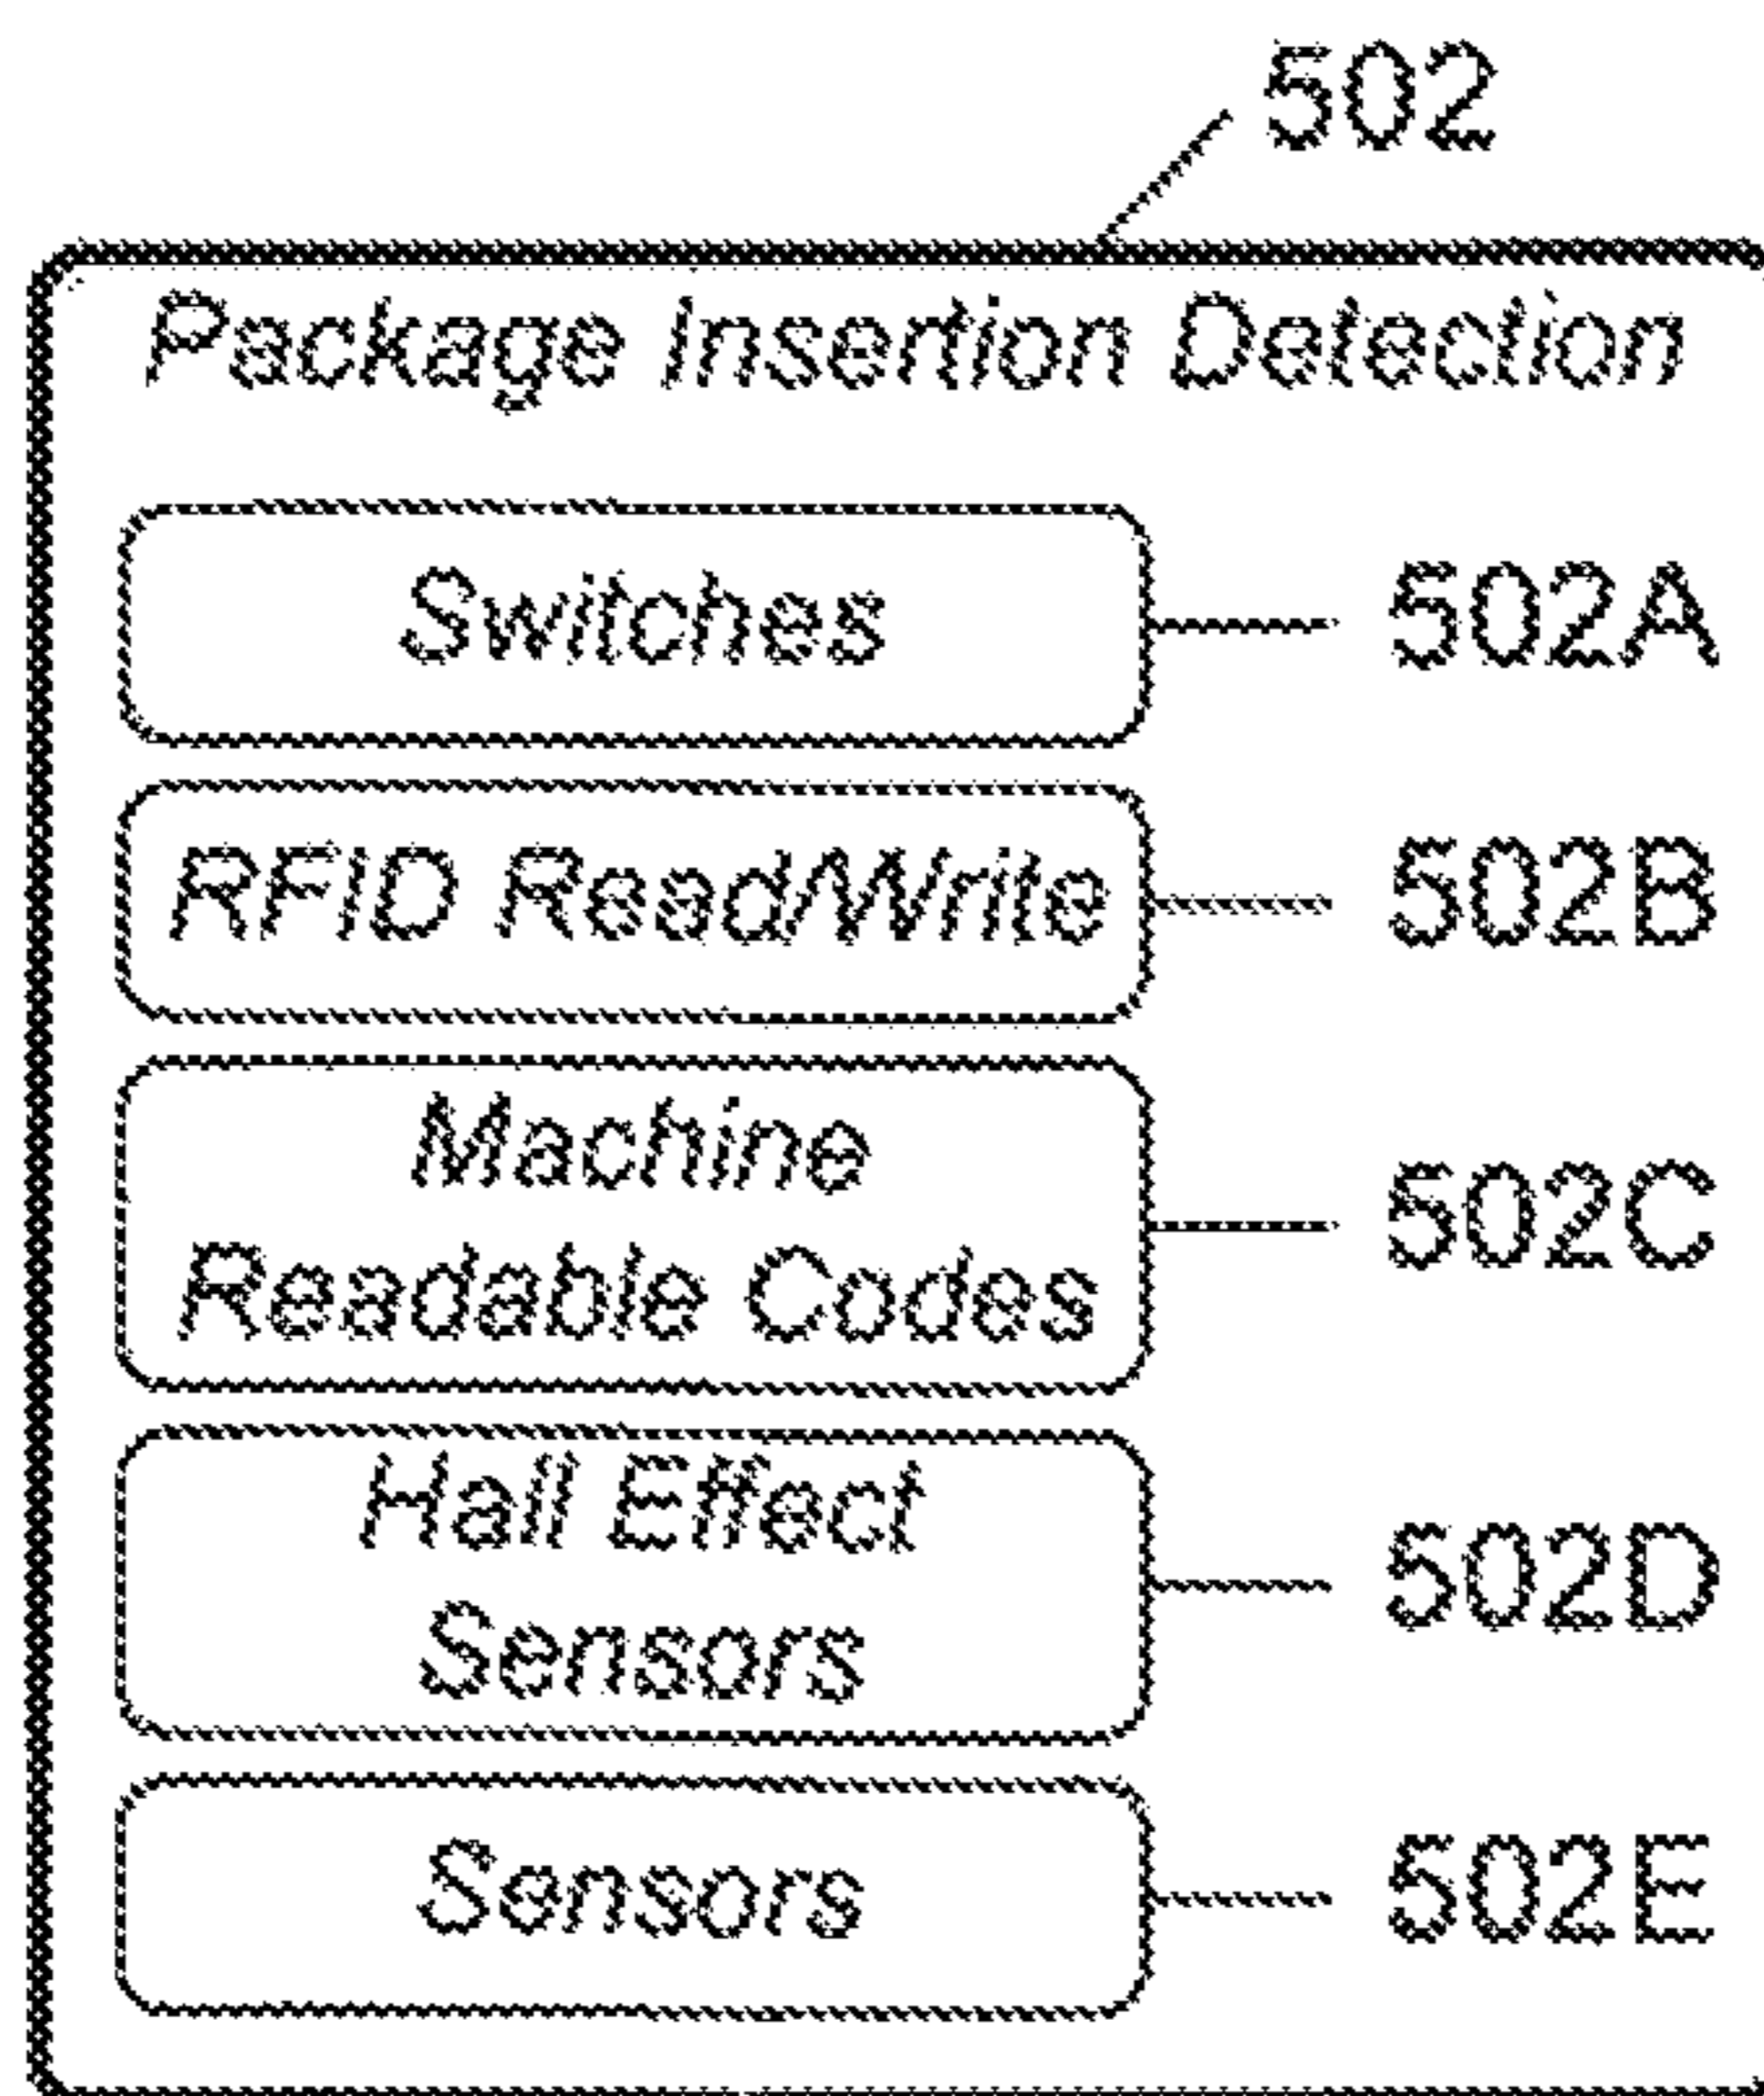 502
Package Insertion Detection
Switches
502A
RFID Read/Write
502B
Machine
Readable Codes
502C
Hall Effect
Sensors
502D
Sensors
502E